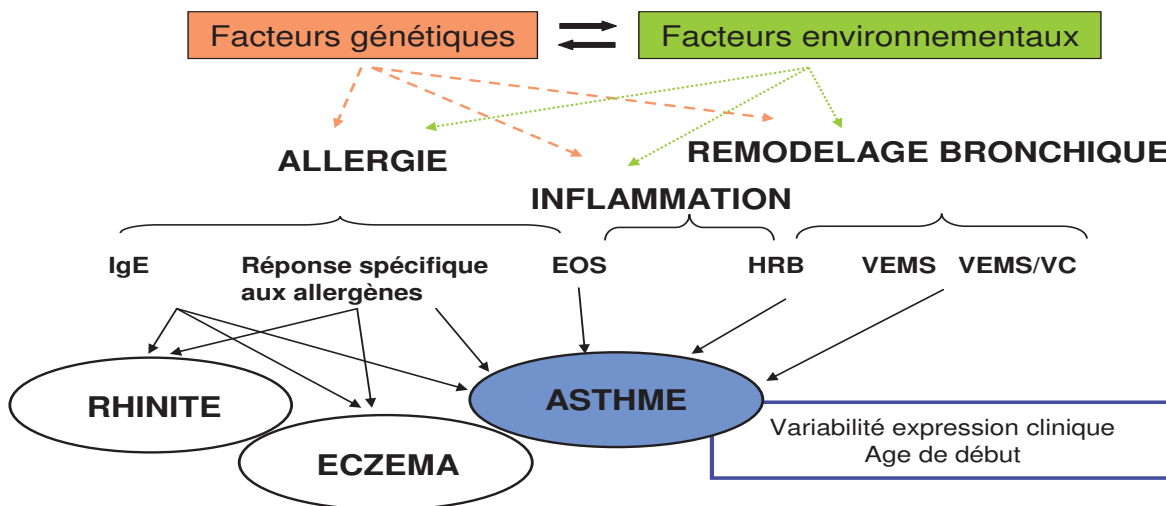 Facteurs génétiques
Facteurs environnementaux
ALLERGIE
REMODELAGE BRONCHIQUE
INFLAMMATION
IgE
Réponse spécifique
aux allergènes
EOS
HRB
VEMS
VEMS/VC
RHINITE
ECZEMA
ASTHME
Variabilité expression clinique
Age de début